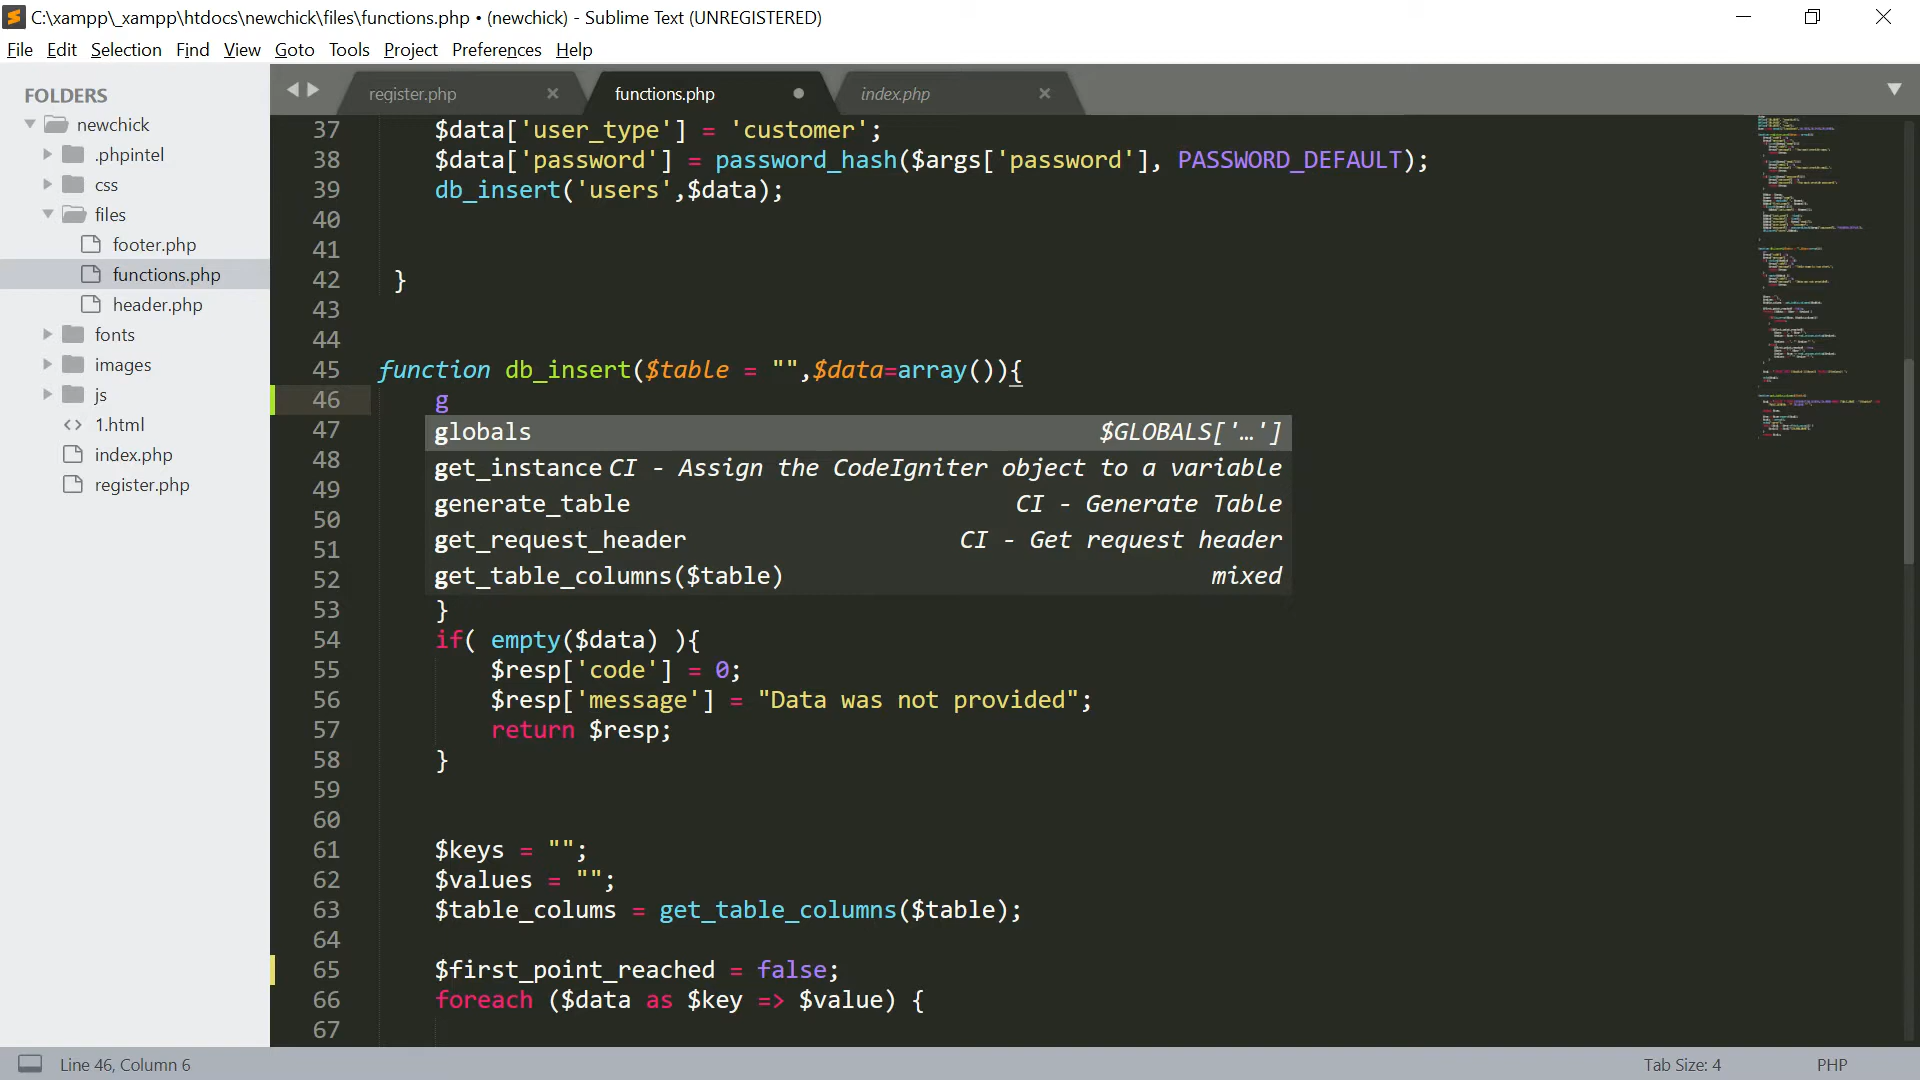 C:\xampp\_xampp\htdocs\newchick\files\functions.php • (newchick) - Sublime Text (UNREGISTERED)
File Edit Selection Find View Goto Tools Project Preferences Help
FOLDERS
newchick
.phpintel
css
files
footer.php
functions.php
header.php
fonts
images
js
1.html
index.php
register.php
register.php functions.php index.php
37 $data['user_type'] = 'customer';
38 $data['password'] = password_hash($args['password'], PASSWORD_DEFAULT);
39 db_insert('users',$data);
40
41
42 }
43
44
45 function db_insert($table = "",$data=array()){
46 g
47 globals $GLOBALS['…']
48 get_instance CI - Assign the CodeIgniter object to a variable
49 generate_table CI - Generate Table
50
51 get_request_header CI - Get request header
52 get_table_columns($table) mixed
53 }
54 if( empty($data) ){
55 $resp['code'] = 0;
56 $resp['message'] = "Data was not provided";
57 return $resp;
58 }
59
60
61 $keys = "";
62 $values = "";
63 $table_colums = get_table_columns($table);
64
65 $first_point_reached = false;
66 foreach ($data as $key => $value) {
67
Line 46, Column 6 Tab Size: 4 PHP